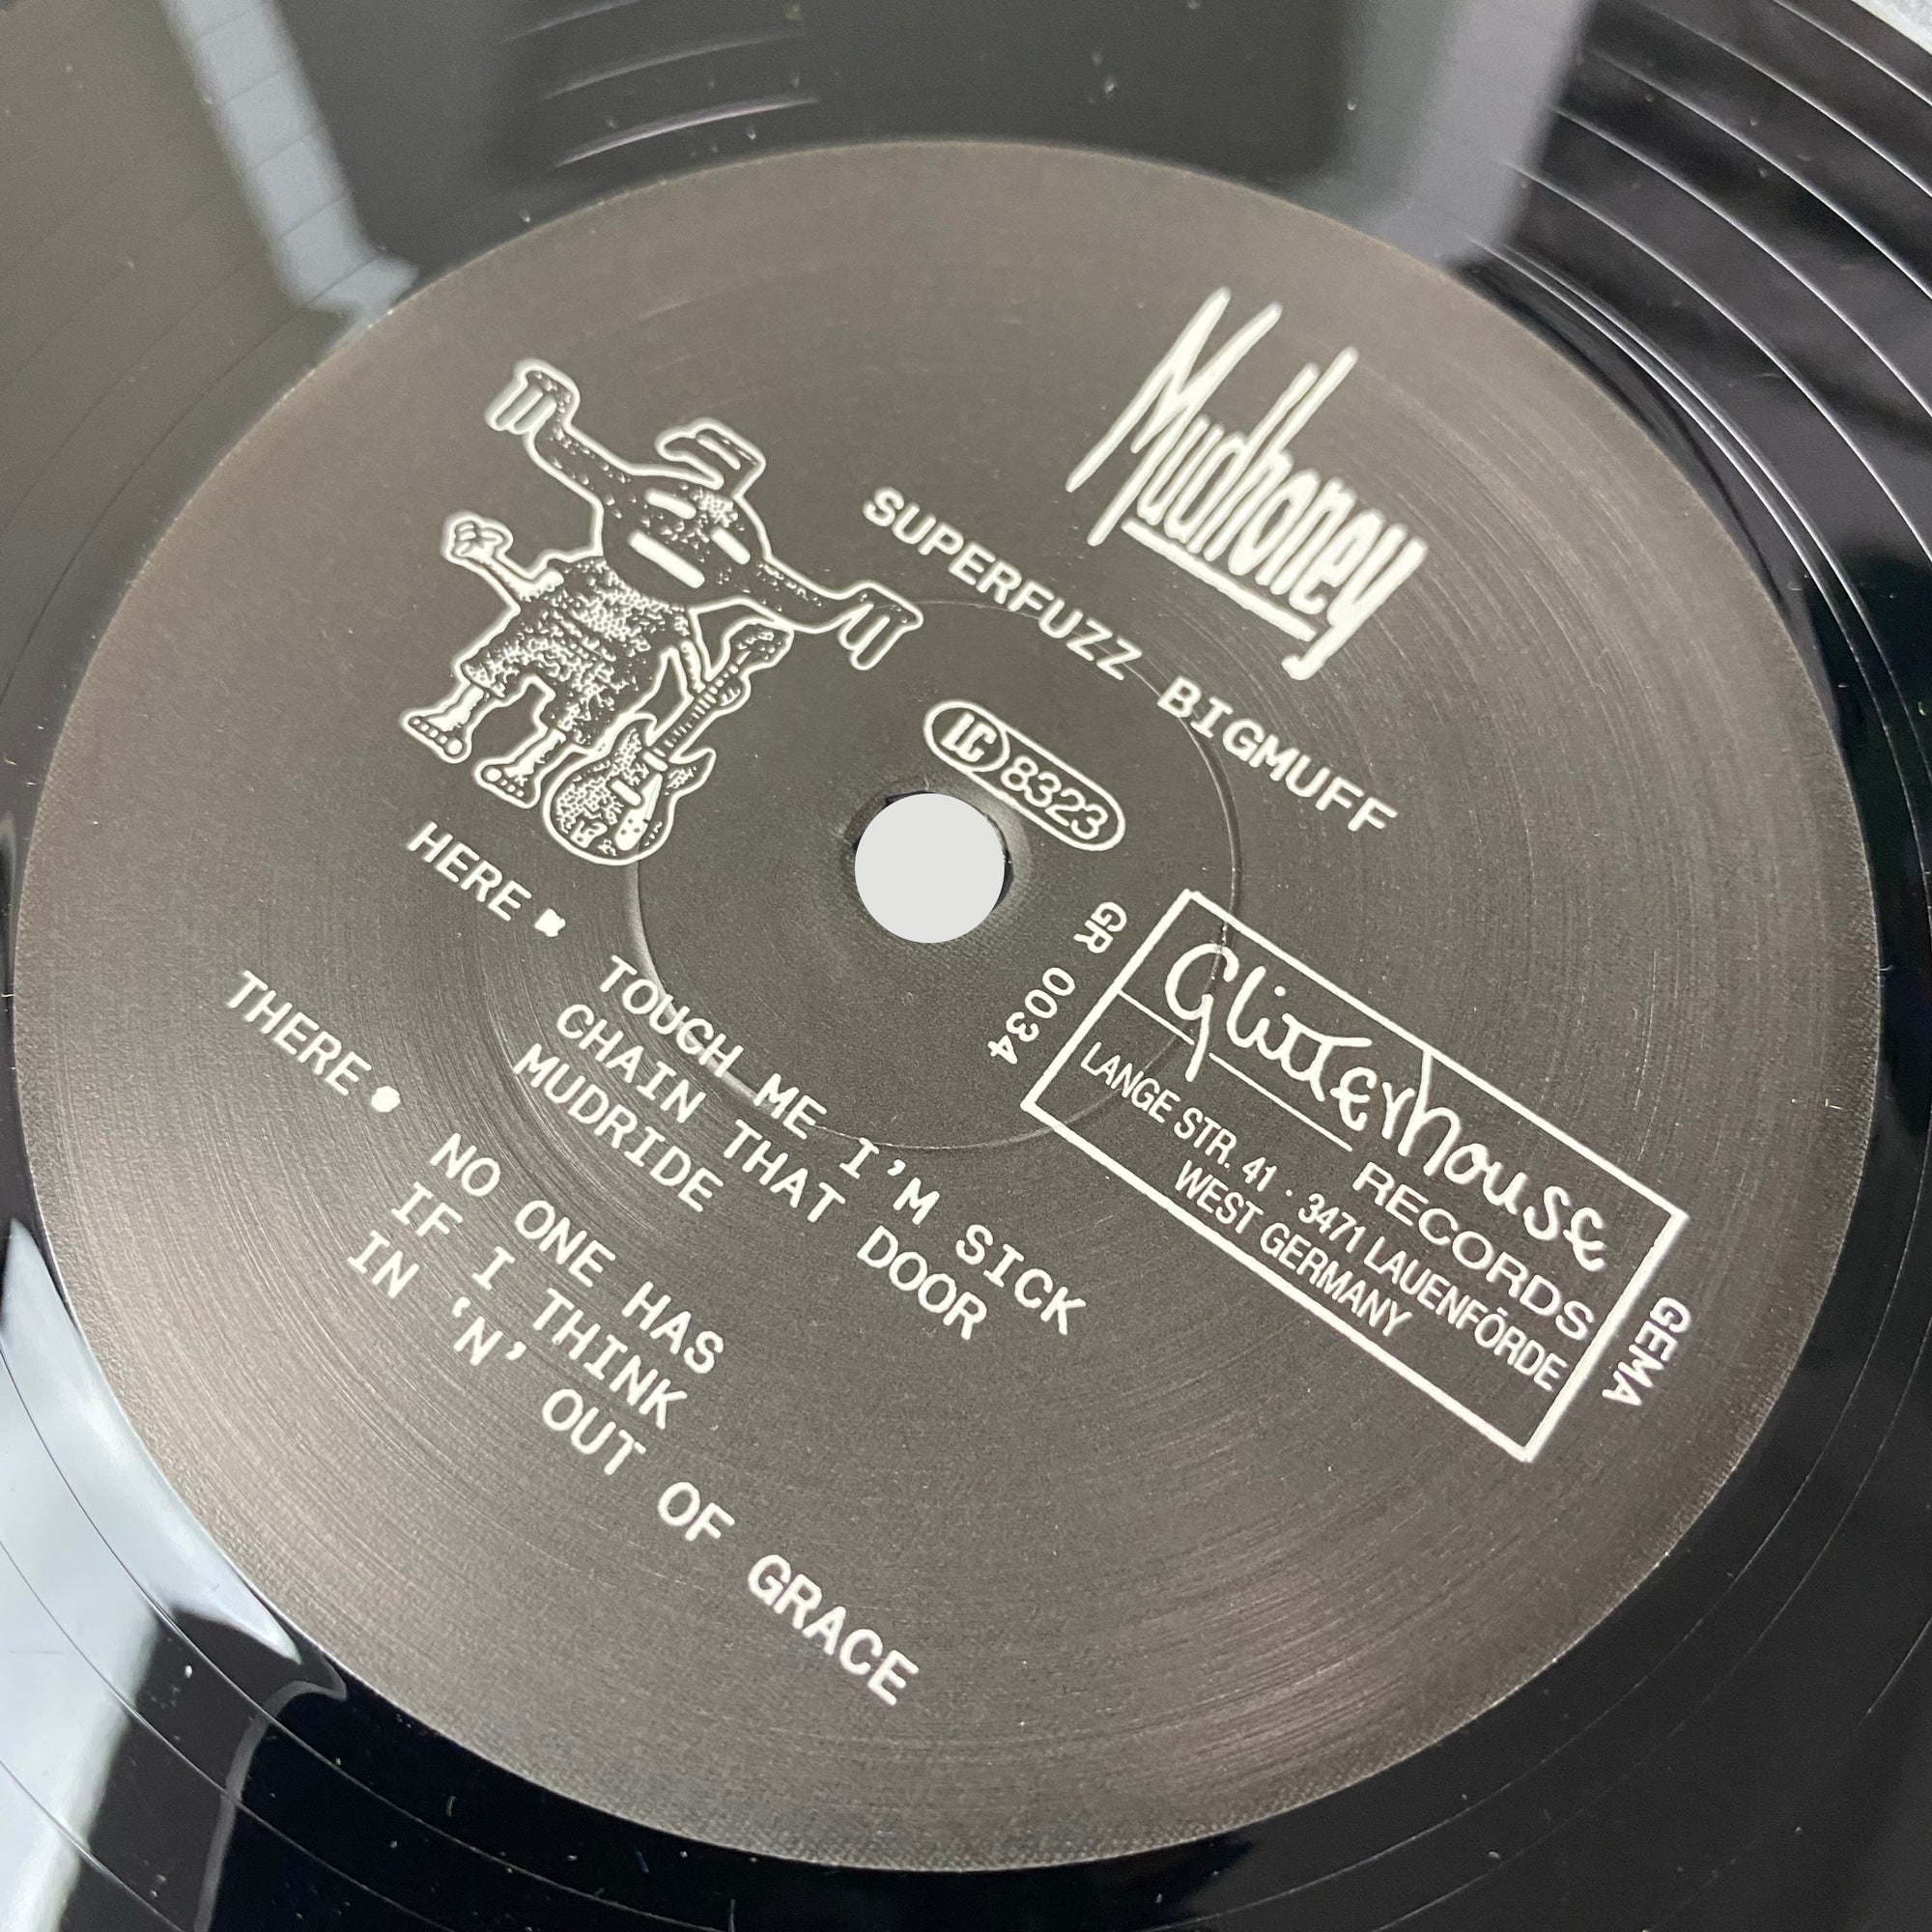 Mudhoney
SUPERFUZZ BIGMUFF
LC 8323
GR 0034
Glitterhouse
RECORDS
LANGE STR. 41 · 3471 LAUENFÖRDE
WEST GERMANY
GEMA
HERE
TOUCH ME I'M SICK
CHAIN THAT DOOR
MUDRIDE
THERE
NO ONE HAS
IF I THINK
IN 'N' OUT OF GRACE